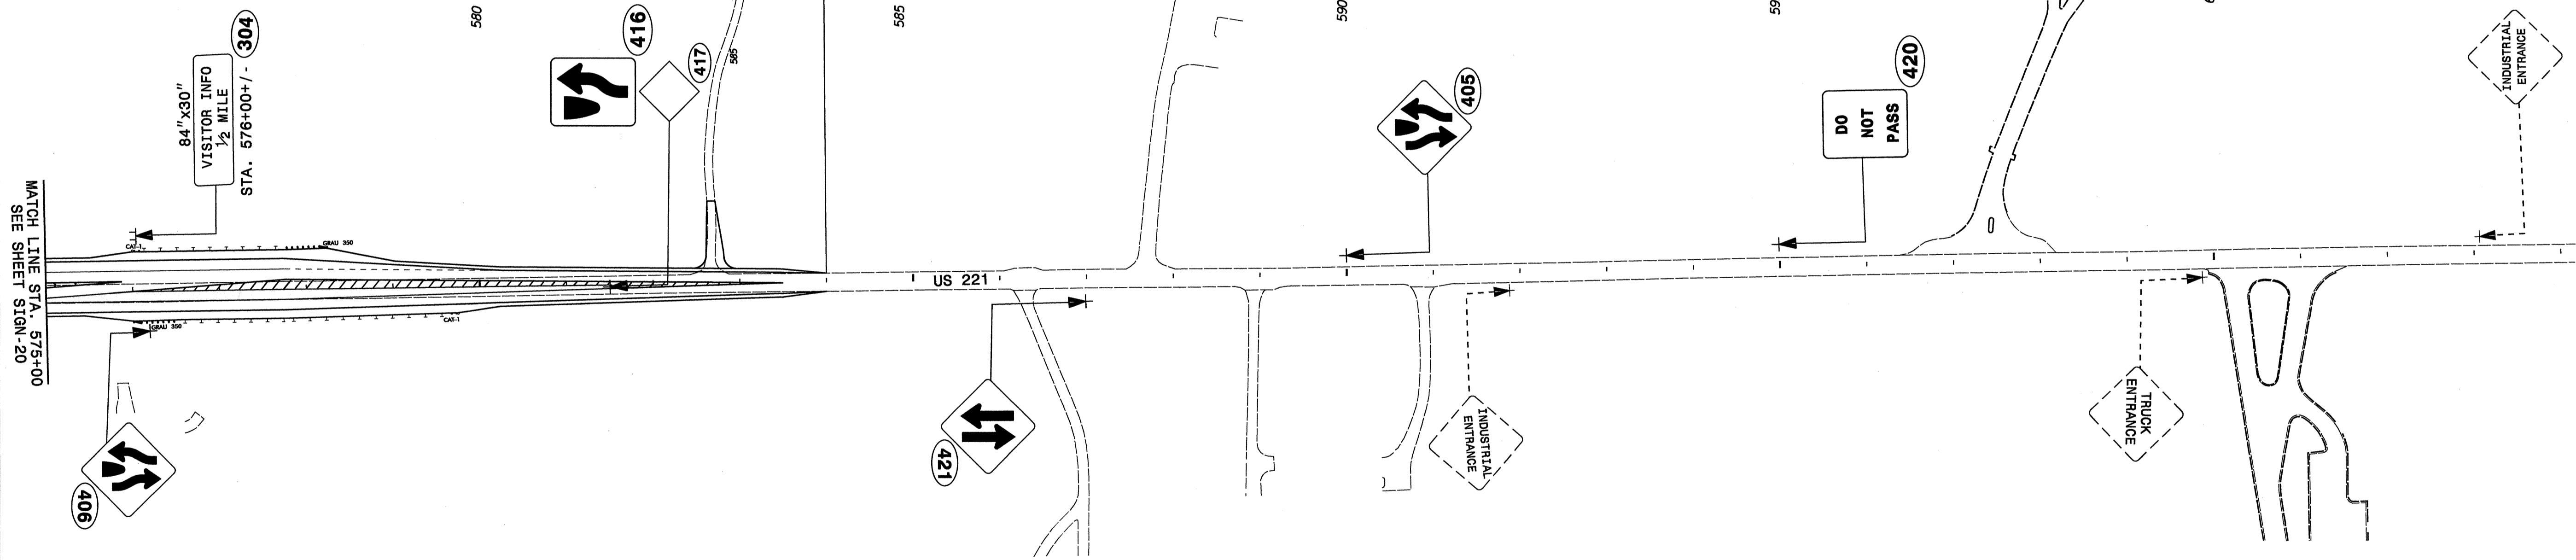 304
84"x30"
VISITOR INFO
1/2 MILE
STA. 576+00+/-
580
416
417
585
585
590
405
420
DO
NOT
PASS
INDUSTRIAL
ENTRANCE
MATCH LINE STA. 575+00
SEE SHEET SIGN-20
CAT-1
GRAU 350
GRAU 350
CAT-1
US 221
406
421
INDUSTRIAL
ENTRANCE
TRUCK
ENTRANCE